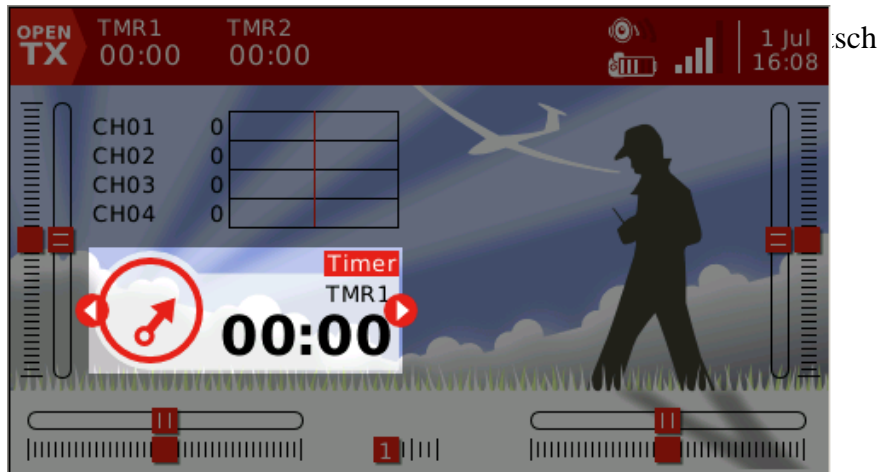 OPEN TX
TMR1 00:00
TMR2 00:00
1 Jul
16:08
tsch
CH01 0
CH02 0
CH03 0
CH04 0
Timer
TMR1
00:00
1